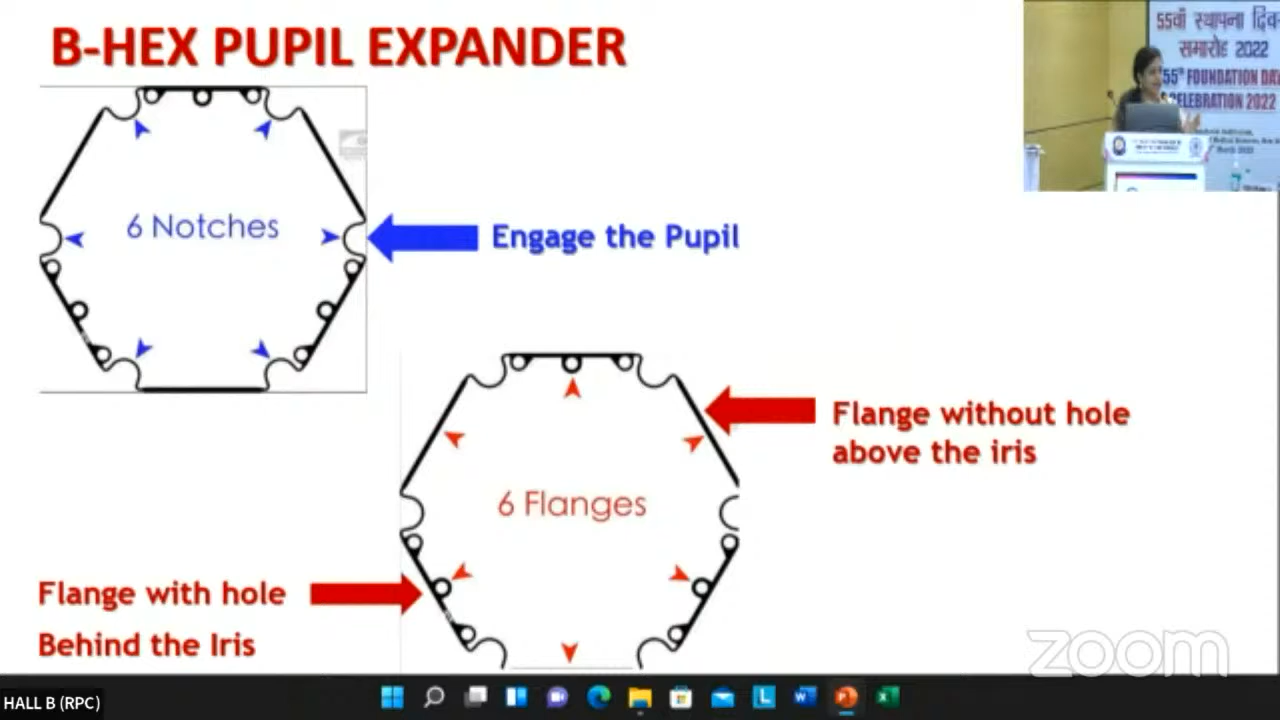 B-HEX PUPIL EXPANDER
55वाँ स्थापना दिव
समारोह 2022
55th FOUNDATION DA
CELEBRATION 2022
6 Notches
Engage the Pupil
Flange without hole
above the iris
6 Flanges
Flange with hole
Behind the Iris
zoom
HALL B (RPC)